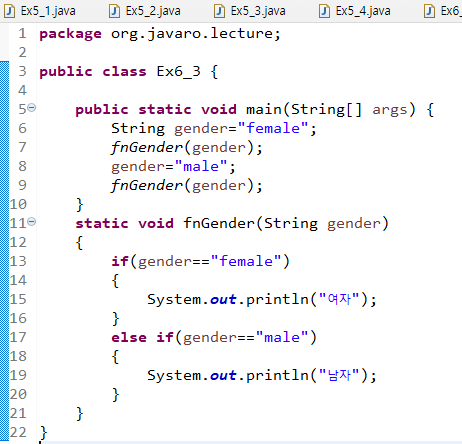 Ex5_1.java Ex5_2.java Ex5_3.java Ex5_4.java Ex6_
1 package org.javaro.lecture;
2
3 public class Ex6_3 {
4
5 public static void main(String[] args) {
6 String gender="female";
7 fnGender(gender);
8 gender="male";
9 fnGender(gender);
10 }
11 static void fnGender(String gender)
12 {
13 if(gender=="female")
14 {
15 System.out.println("여자");
16 }
17 else if(gender=="male")
18 {
19 System.out.println("남자");
20 }
21 }
22 }